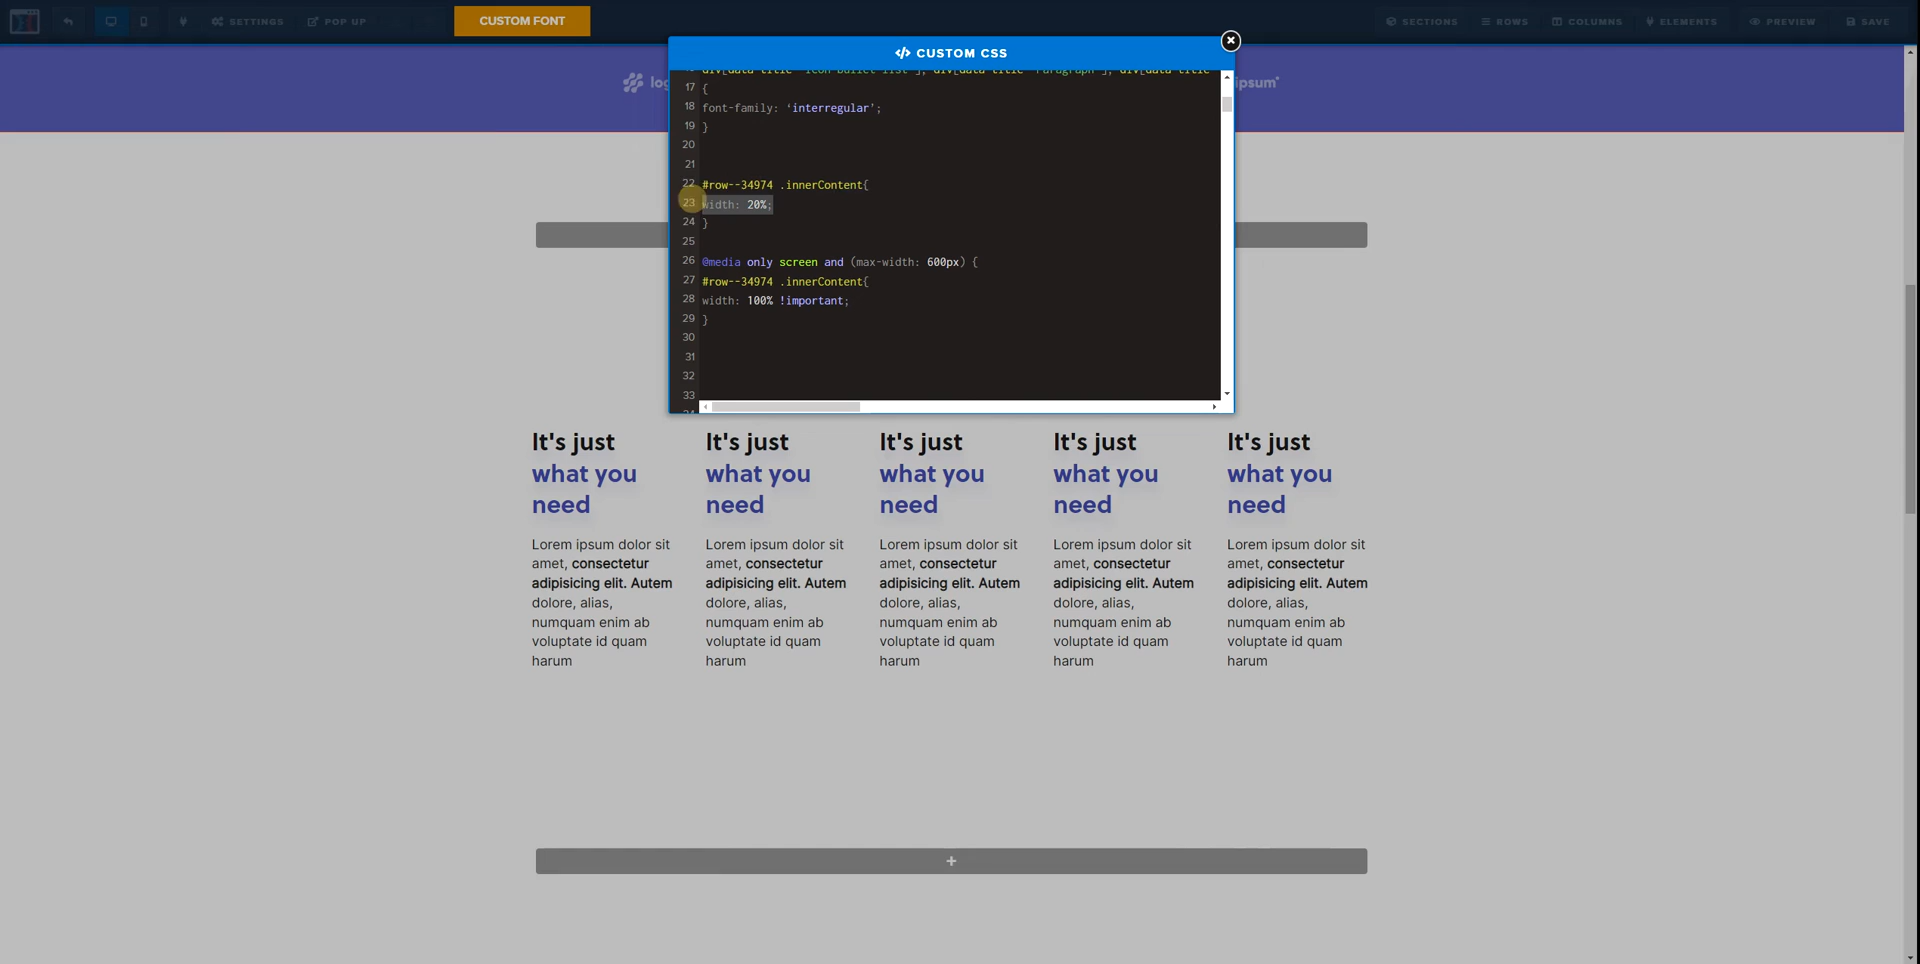 SETTINGS
POP UP
CUSTOM FONT
SECTIONS
ROWS
COLUMNS
ELEMENTS
PREVIEW
SAVE
</> CUSTOM CSS
log
ipsum
17 {
18 font-family: ‘interregular’;
19 }
20
21
22 #row--34974 .innerContent{
23 width: 20%;
24 }
25
26 @media only screen and (max-width: 600px) {
27 #row--34974 .innerContent{
28 width: 100% !important;
29 }
30
31
32
33
It's just It's just It's just It's just It's just
what you what you what you what you what you
need need need need need
Lorem ipsum dolor sit Lorem ipsum dolor sit Lorem ipsum dolor sit Lorem ipsum dolor sit Lorem ipsum dolor sit
amet, consectetur amet, consectetur amet, consectetur amet, consectetur amet, consectetur
adipisicing elit. Autem adipisicing elit. Autem adipisicing elit. Autem adipisicing elit. Autem adipisicing elit. Autem
dolore, alias, dolore, alias, dolore, alias, dolore, alias, dolore, alias,
numquam enim ab numquam enim ab numquam enim ab numquam enim ab numquam enim ab
voluptate id quam voluptate id quam voluptate id quam voluptate id quam voluptate id quam
harum harum harum harum harum
+